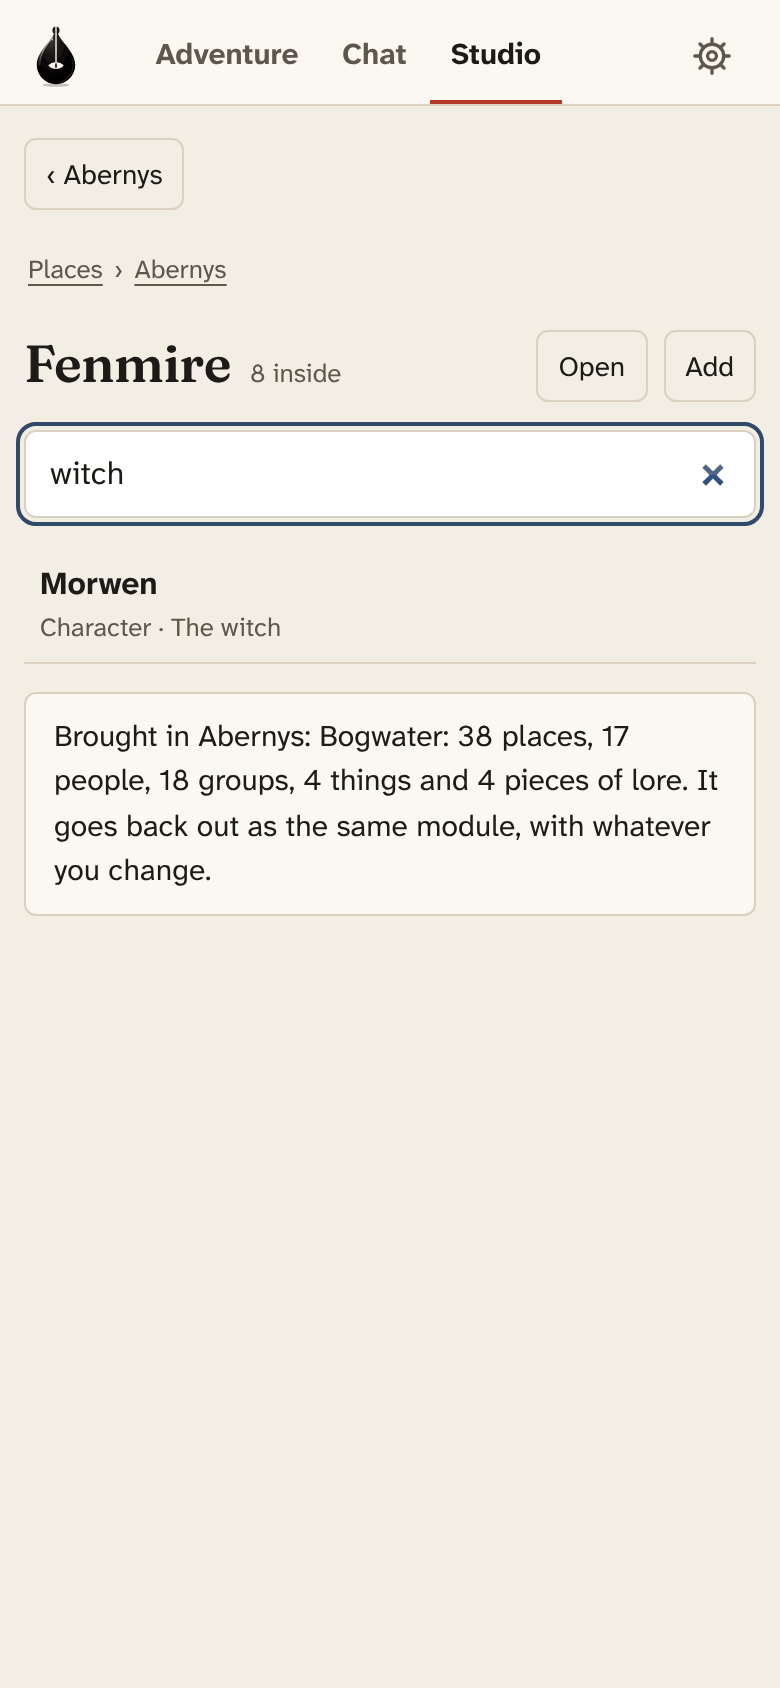 Adventure Chat Studio
‹ Abernys
Places › Abernys
Fenmire 8 inside Open Add
witch ×
Morwen
Character · The witch
Brought in Abernys: Bogwater: 38 places, 17
people, 18 groups, 4 things and 4 pieces of lore. It
goes back out as the same module, with whatever
you change.